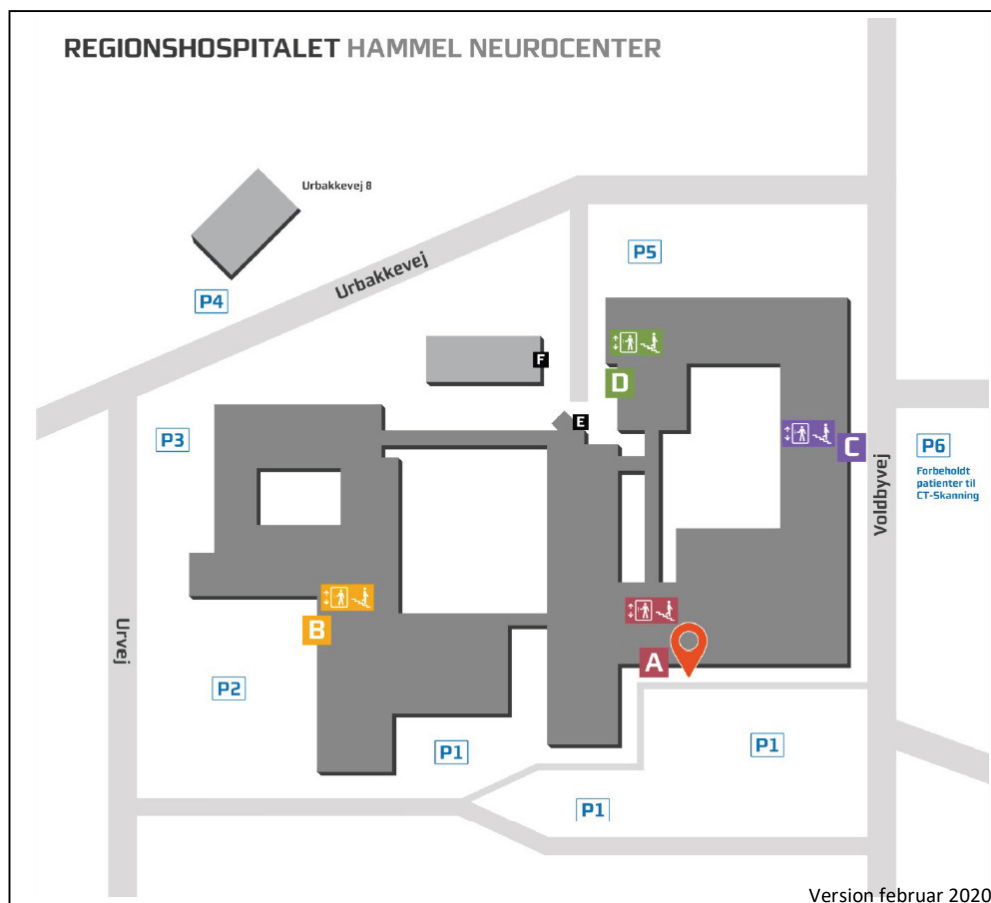 REGIONSHOSPITALET HAMMEL NEUROCENTER
Urbakkevej 8
P5
Urbakkevej
P4
F
D
E
P3
C
P6
Forbeholdt
patienter til
CT-Skanning
Voldbyvej
B
Urvej
A
P2
P1
P1
P1
Version februar 2020